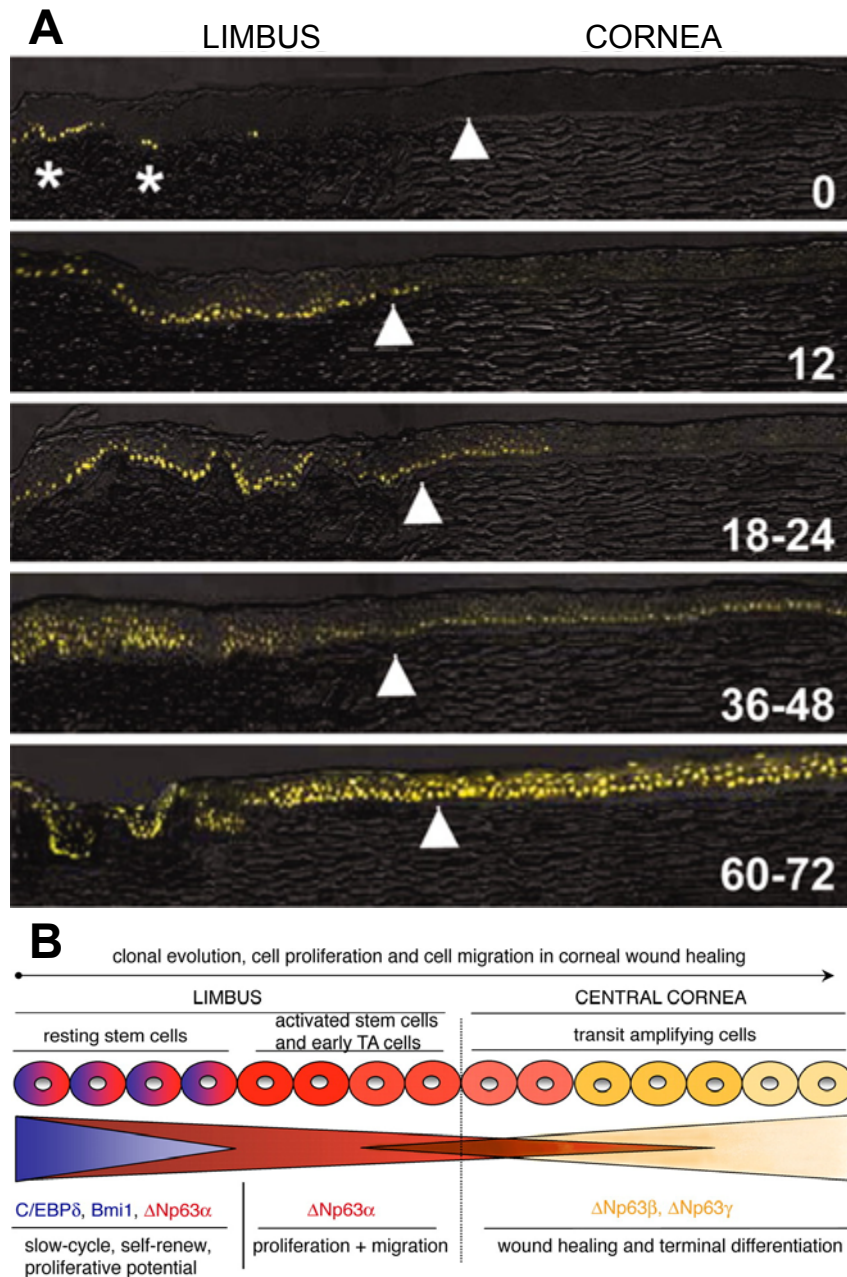 A
LIMBUS CORNEA
* *
0
12
18-24
36-48
60-72
B
clonal evolution, cell proliferation and cell migration in corneal wound healing
LIMBUS CENTRAL CORNEA
resting stem cells
activated stem cells
and early TA cells
transit amplifying cells
C/EBPδ, Bmi1, ΔNp63α
ΔNp63α
ΔNp63β, ΔNp63γ
slow-cycle, self-renew,
proliferative potential
proliferation + migration
wound healing and terminal differentiation